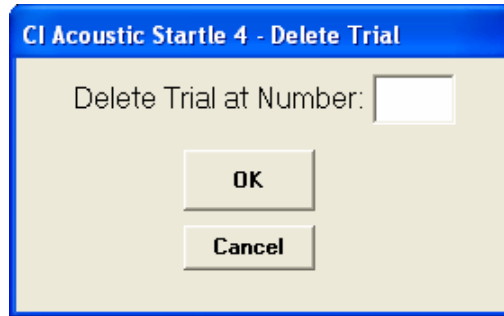 CI Acoustic Startle 4 - Delete Trial
Delete Trial at Number:
OK
Cancel